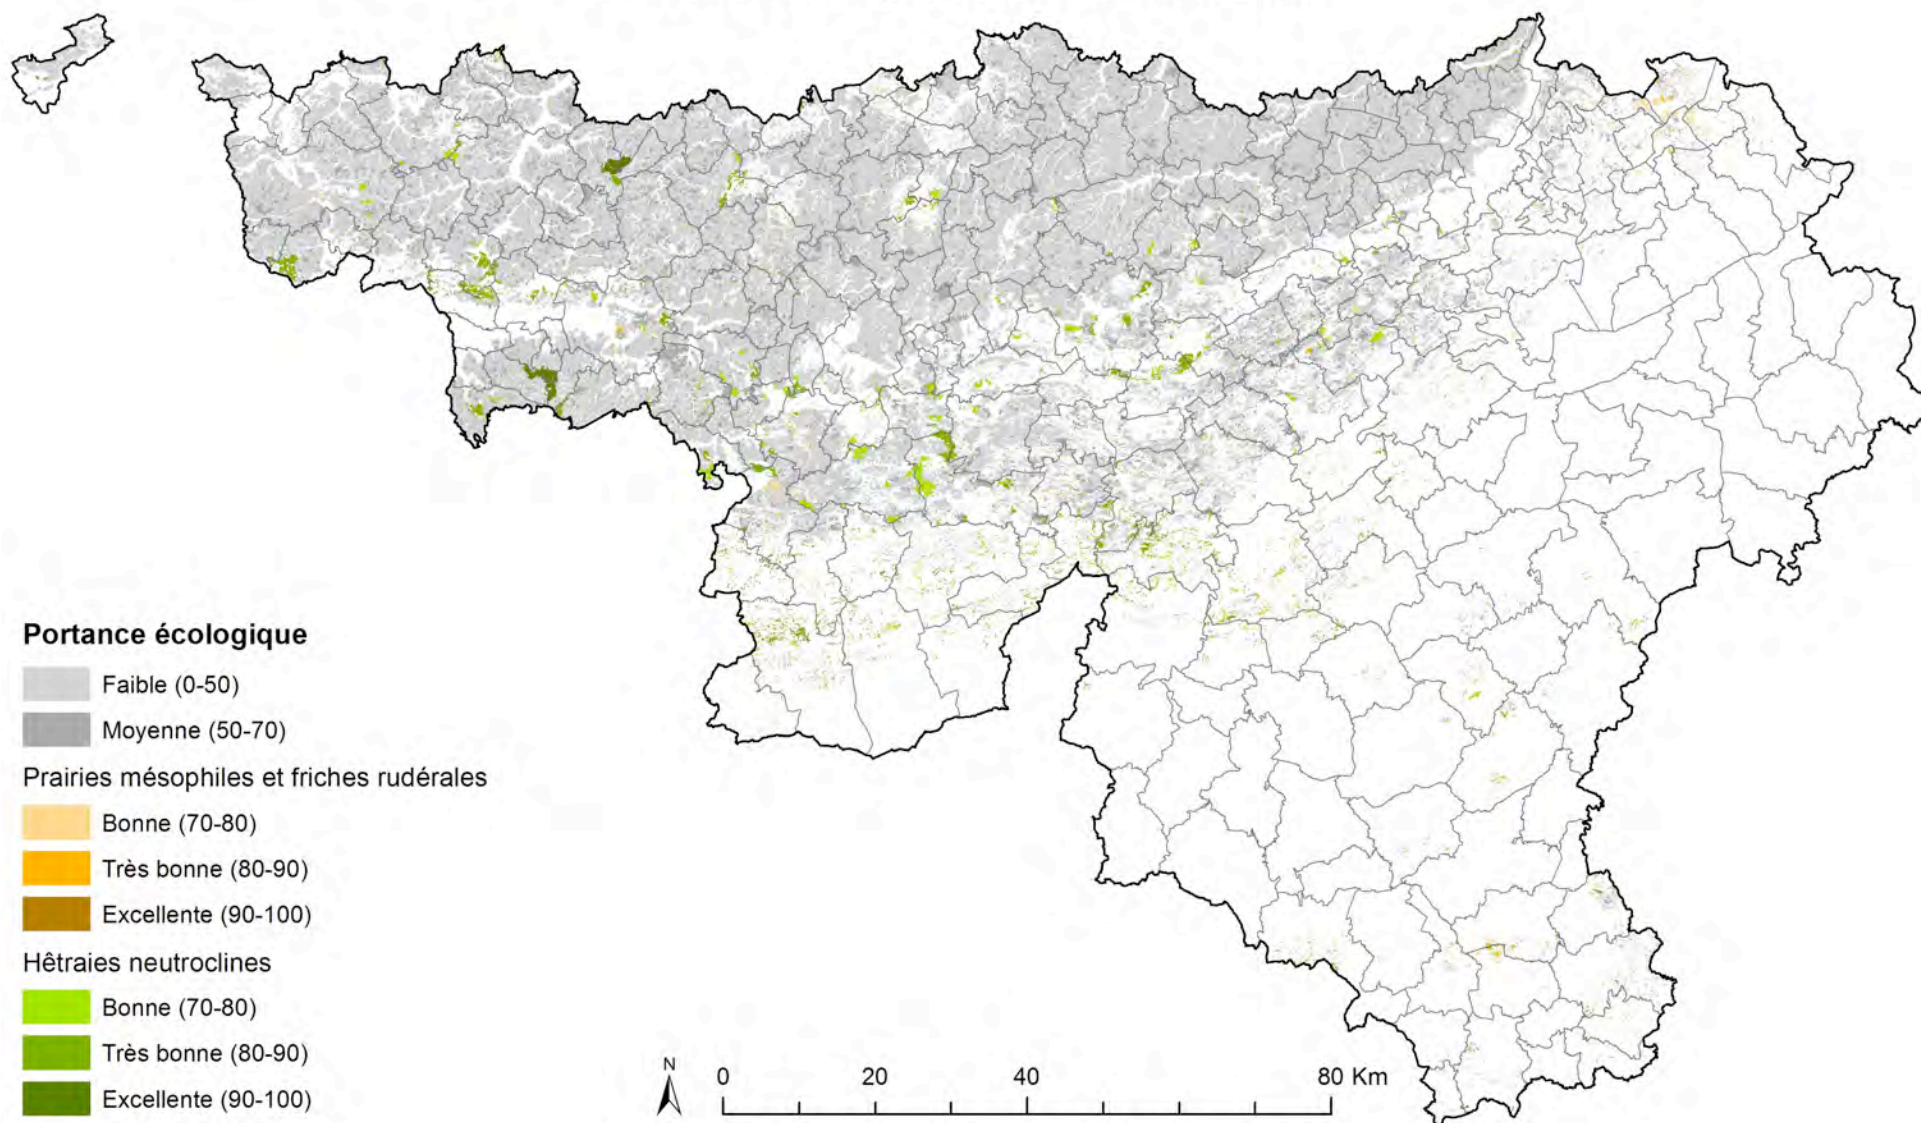 Portance écologique
Faible (0-50)
Moyenne (50-70)
Prairies mésophiles et friches rudérales
Bonne (70-80)
Très bonne (80-90)
Excellente (90-100)
Hêtraies neutroclines
Bonne (70-80)
Très bonne (80-90)
Excellente (90-100)
N
0 20 40 80 Km